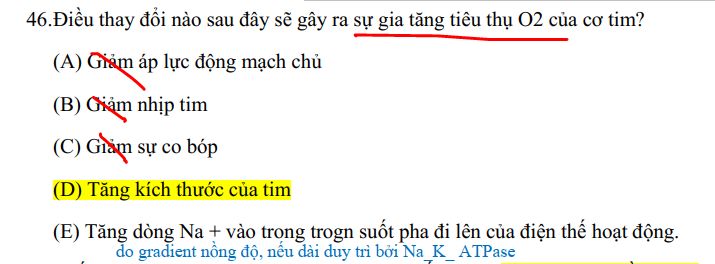 46.Điều thay đổi nào sau đây sẽ gây ra sự gia tăng tiêu thụ O2 của cơ tim?
(A) Giảm áp lực động mạch chủ
(B) Giảm nhịp tim
(C) Giảm sự co bóp
(D) Tăng kích thước của tim
(E) Tăng dòng Na + vào trong trogn suốt pha đi lên của điện thế hoạt động.
do gradient nồng độ, nếu dài duy trì bởi Na_K_ ATPase